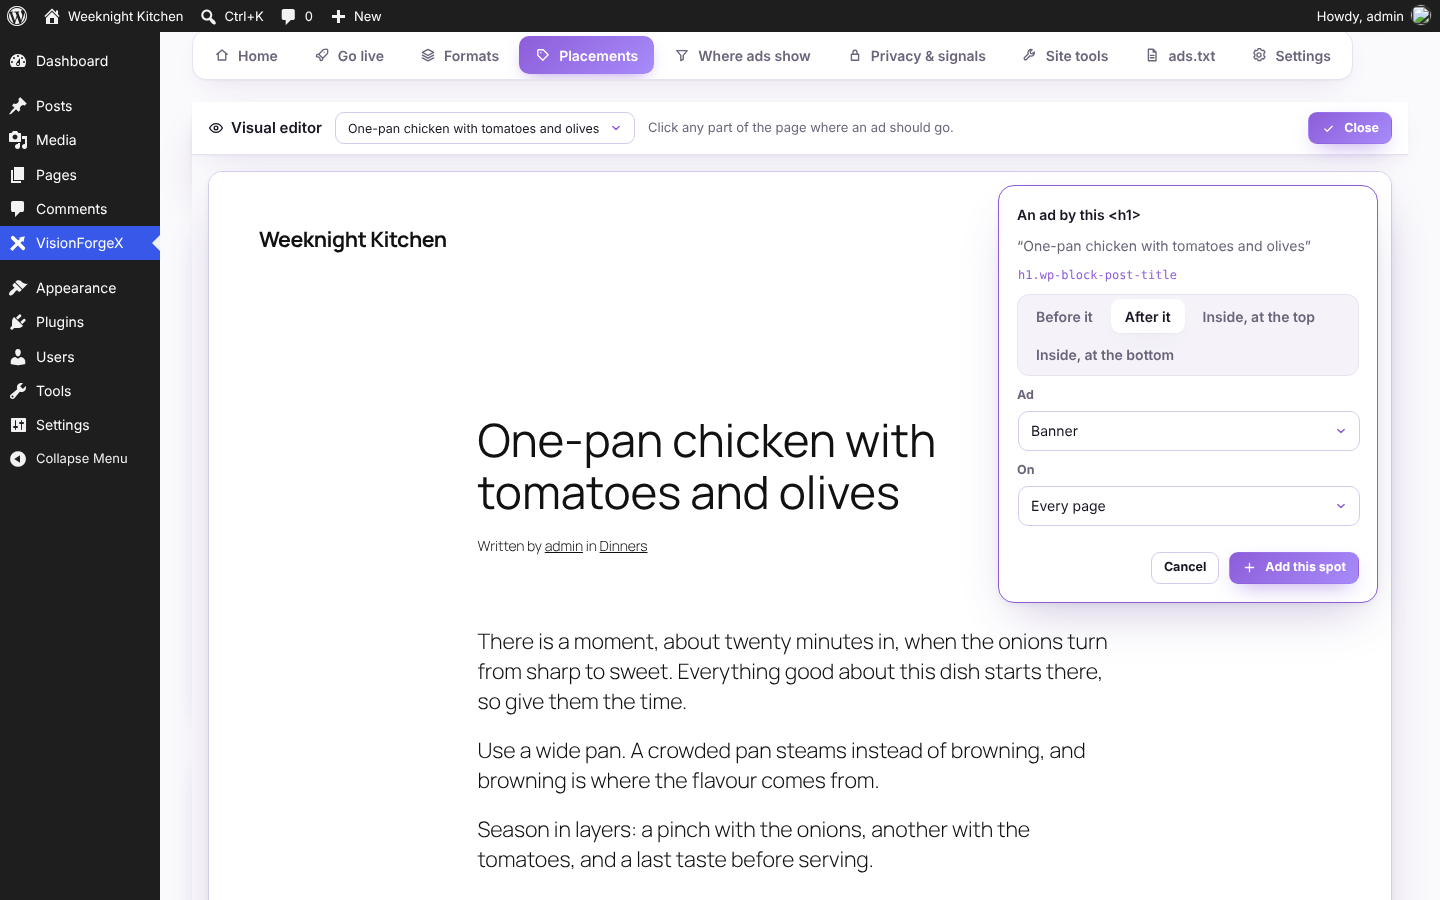 Weeknight Kitchen
Ctrl+K
0
New
Howdy, admin
Dashboard
Posts
Media
Pages
Comments
VisionForgeX
Appearance
Plugins
Users
Tools
Settings
Collapse Menu
Home
Go live
Formats
Placements
Where ads show
Privacy & signals
Site tools
ads.txt
Settings
Visual editor
One-pan chicken with tomatoes and olives
Click any part of the page where an ad should go.
Close
Weeknight Kitchen
One-pan chicken with
tomatoes and olives
Written by admin in Dinners
There is a moment, about twenty minutes in, when the onions turn
from sharp to sweet. Everything good about this dish starts there,
so give them the time.
Use a wide pan. A crowded pan steams instead of browning, and
browning is where the flavour comes from.
Season in layers: a pinch with the onions, another with the
tomatoes, and a last taste before serving.
An ad by this <h1>
“One-pan chicken with tomatoes and olives”
h1.wp-block-post-title
Before it
After it
Inside, at the top
Inside, at the bottom
Ad
Banner
On
Every page
Cancel
Add this spot